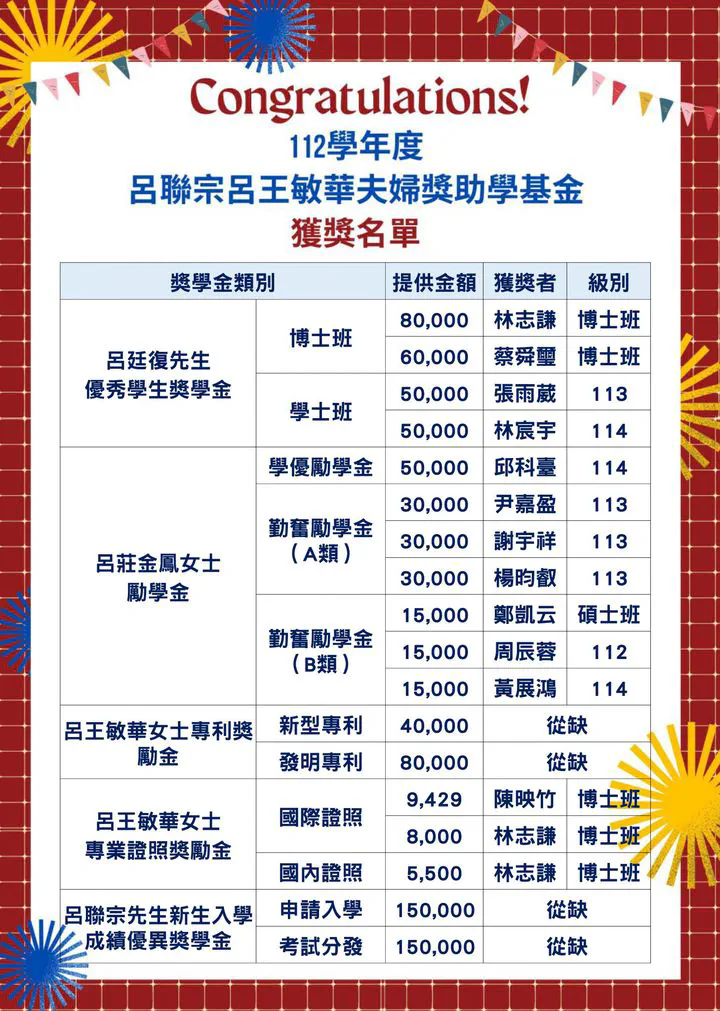 Congratulations!
112學年度
呂聯宗呂王敏華夫婦獎助學基金
獲獎名單
獎學金類別 提供金額 獲獎者 級別
呂廷復先生
優秀學生獎學金
博士班
80,000 林志謙 博士班
60,000 蔡舜璽 博士班
學士班
50,000 張雨葳 113
50,000 林宸宇 114
呂莊金鳳女士
勵學金
學優勵學金 50,000 邱科臺 114
勤奮勵學金
（A類）
30,000 尹嘉盈 113
30,000 謝宇祥 113
30,000 楊昀叡 113
勤奮勵學金
（B類）
15,000 鄭凱云 碩士班
15,000 周辰蓉 112
15,000 黃展鴻 114
呂王敏華女士專利獎
勵金
新型專利 40,000 從缺
發明專利 80,000 從缺
呂王敏華女士
專業證照獎勵金
國際證照
9,429 陳映竹 博士班
8,000 林志謙 博士班
國內證照 5,500 林志謙 博士班
呂聯宗先生新生入學
成績優異獎學金
申請入學 150,000 從缺
考試分發 150,000 從缺